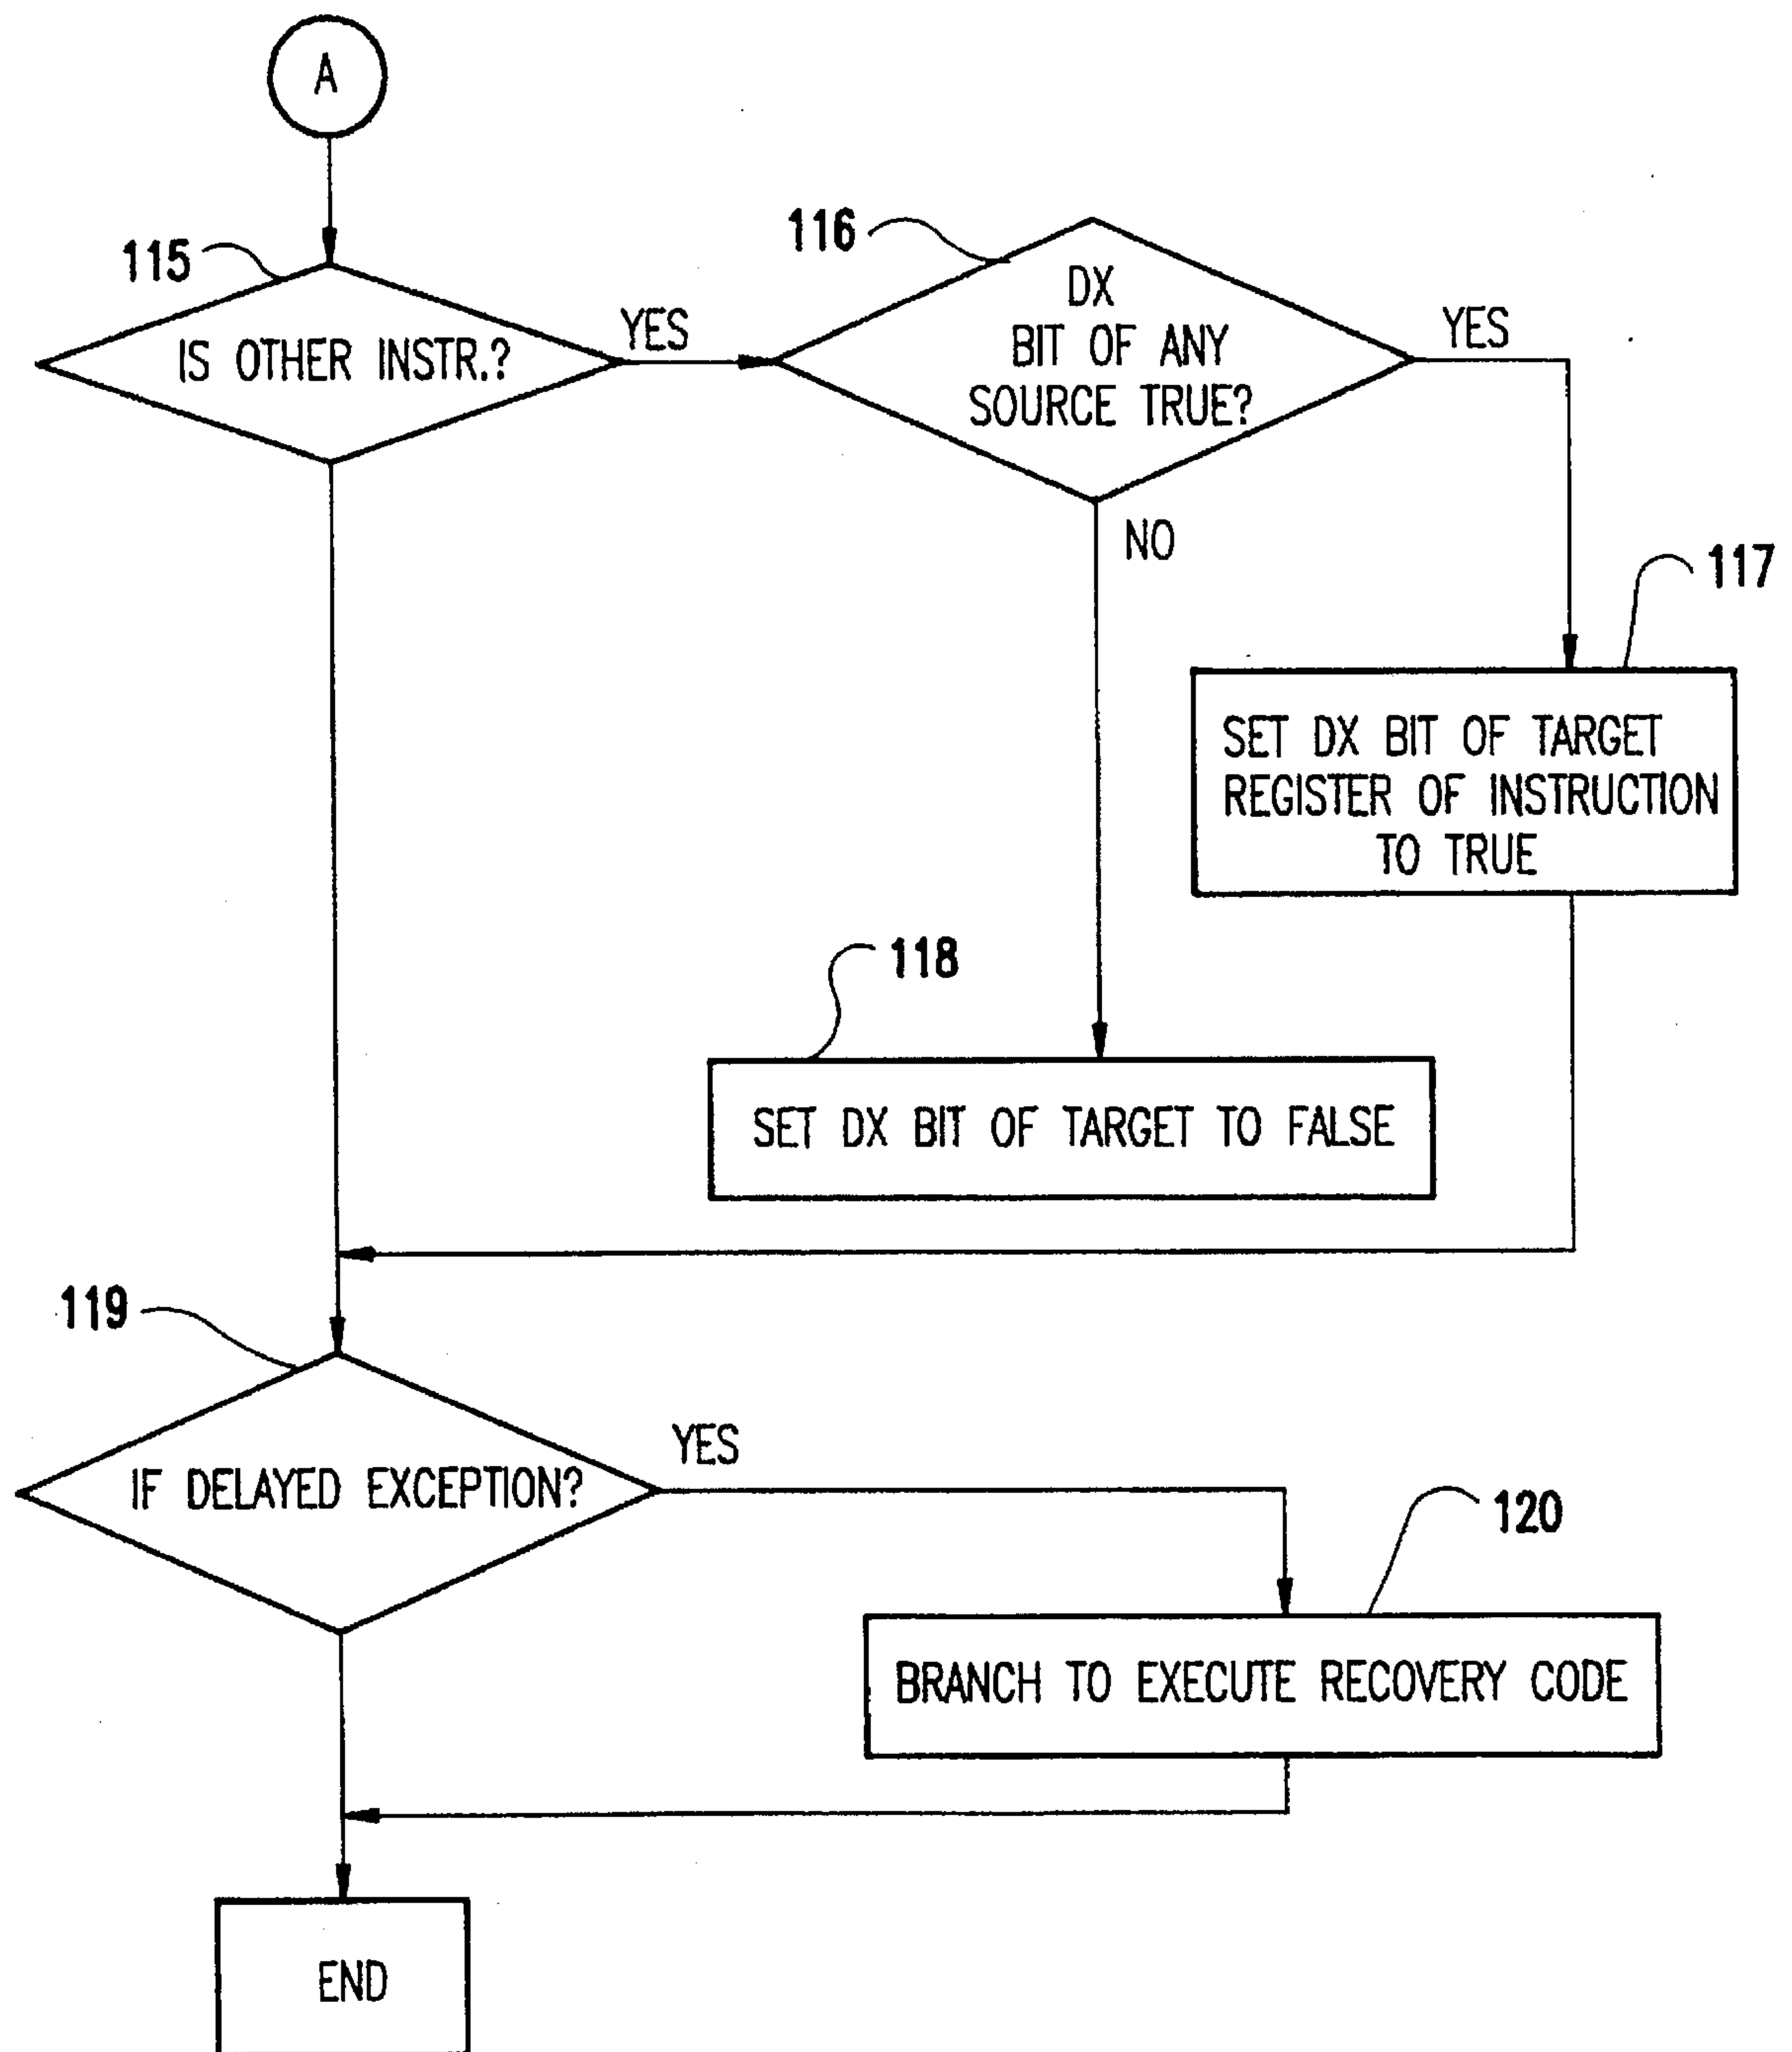 A
115
IS OTHER INSTR.?
YES
116
DX
BIT OF ANY
SOURCE TRUE?
YES
NO
117
SET DX BIT OF TARGET
REGISTER OF INSTRUCTION
TO TRUE
118
SET DX BIT OF TARGET TO FALSE
119
IF DELAYED EXCEPTION?
YES
120
BRANCH TO EXECUTE RECOVERY CODE
END